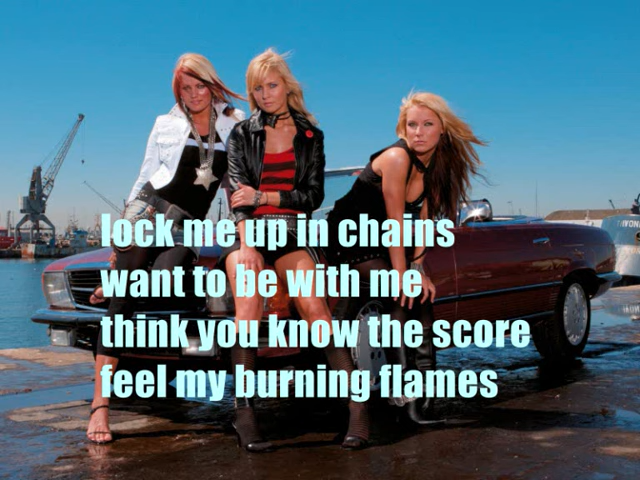 lock me up in chains
want to be with me
think you know the score
feel my burning flames